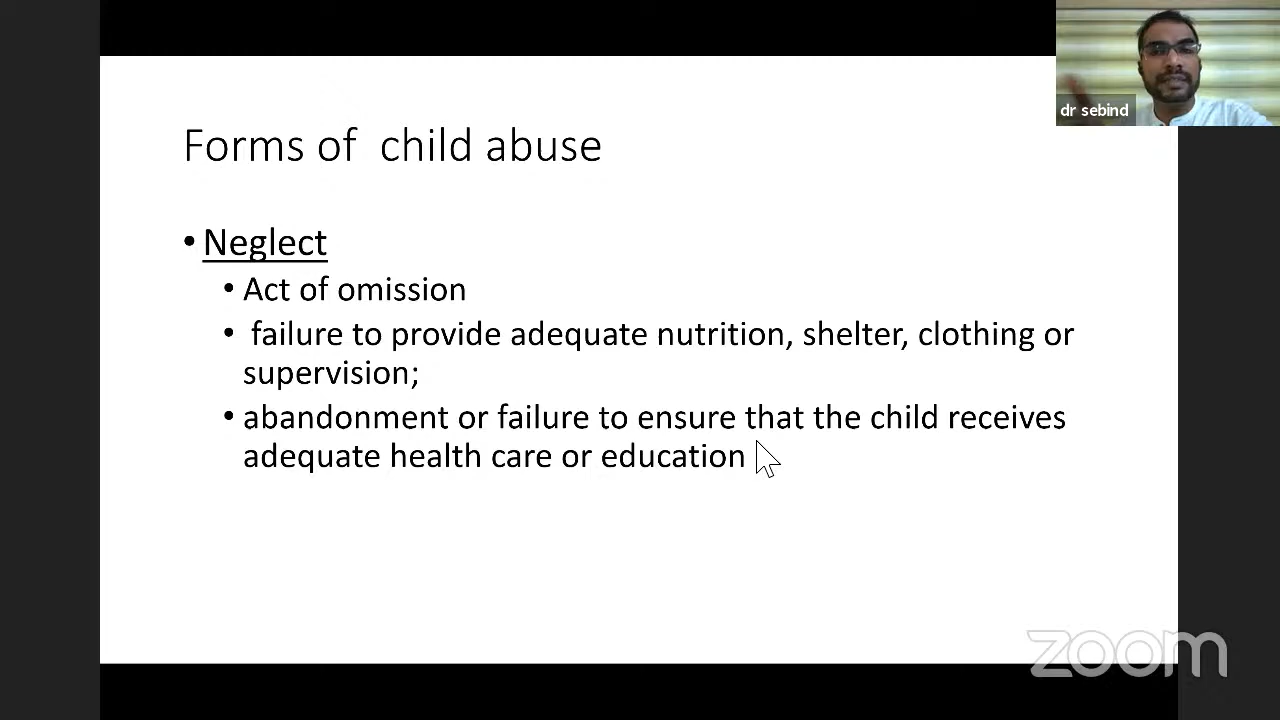 dr sebind
Forms of child abuse
• Neglect
• Act of omission
• failure to provide adequate nutrition, shelter, clothing or
supervision;
• abandonment or failure to ensure that the child receives
adequate health care or education
zoom